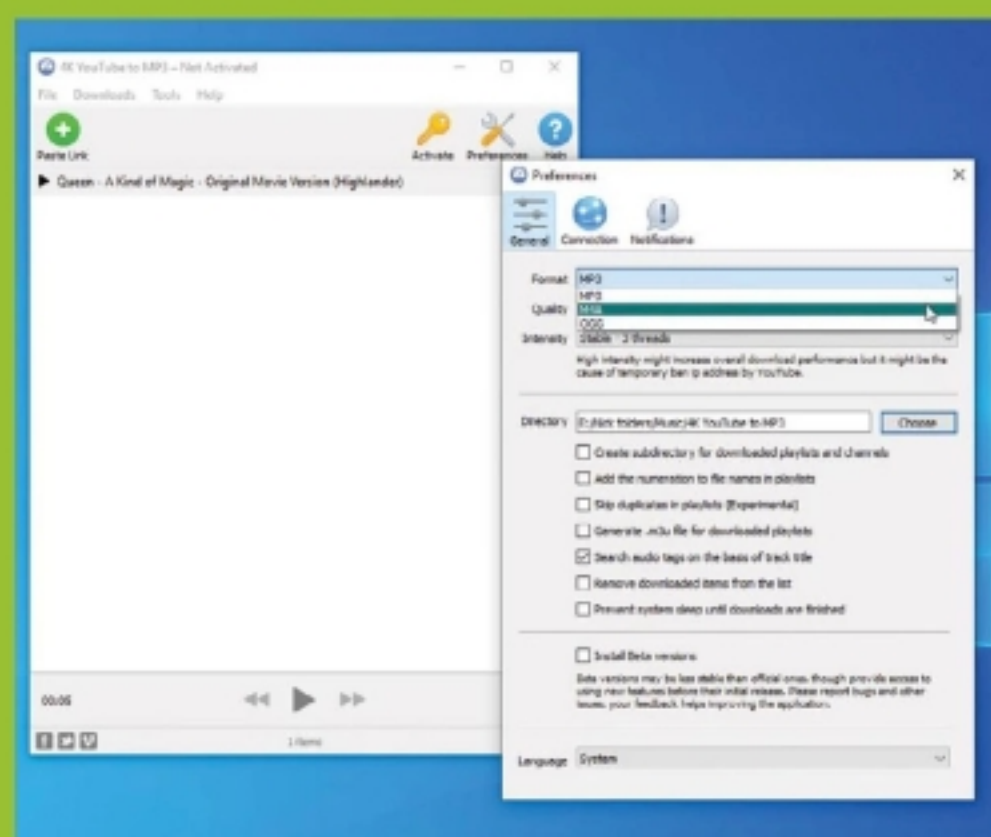 4K YouTube to MP3 – Not Activated
File Downloads Tools Help
Paste Link
Activate Preferences Help
Queen - A Kind of Magic - Original Movie Version (Highlander)
00:05
1 items
Preferences
General Connection Notifications
Format MP3
MP3
Quality M4A
OGG
Intensity Stable - 3 threads
High intensity might increase overall download performance but it might be the
cause of temporary ban ip address by YouTube.
Directory E:/Nick folders/Music/4K YouTube to MP3 Choose
Create subdirectory for downloaded playlists and channels
Add the numeration to file names in playlists
Skip duplicates in playlists [Experimental]
Generate .m3u file for downloaded playlists
Search audio tags on the basis of track title
Remove downloaded items from the list
Prevent system sleep until downloads are finished
Install Beta versions
Beta versions may be less stable than official ones, though provide access to
using new features before their initial release. Please report bugs and other
issues, your feedback helps improving the application.
Language System